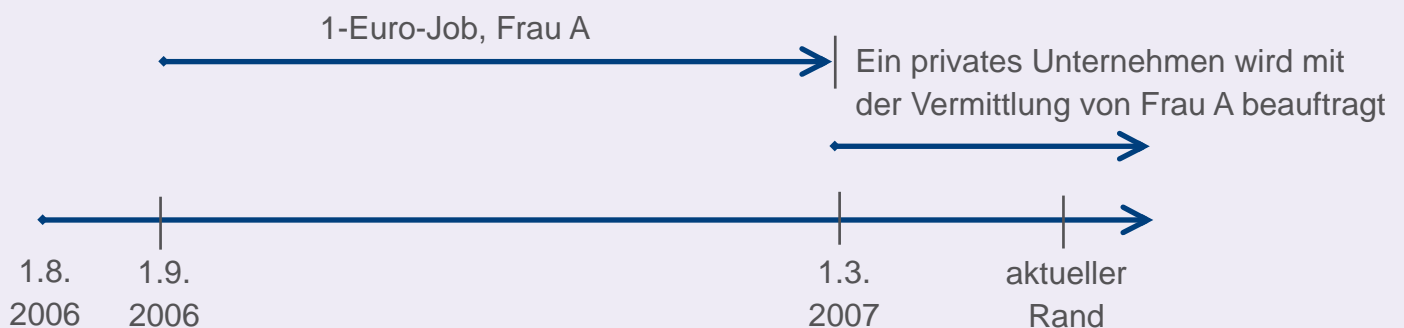 1-Euro-Job, Frau A
Ein privates Unternehmen wird mit
der Vermittlung von Frau A beauftragt
1.8.
2006
1.9.
2006
1.3.
2007
aktueller
Rand